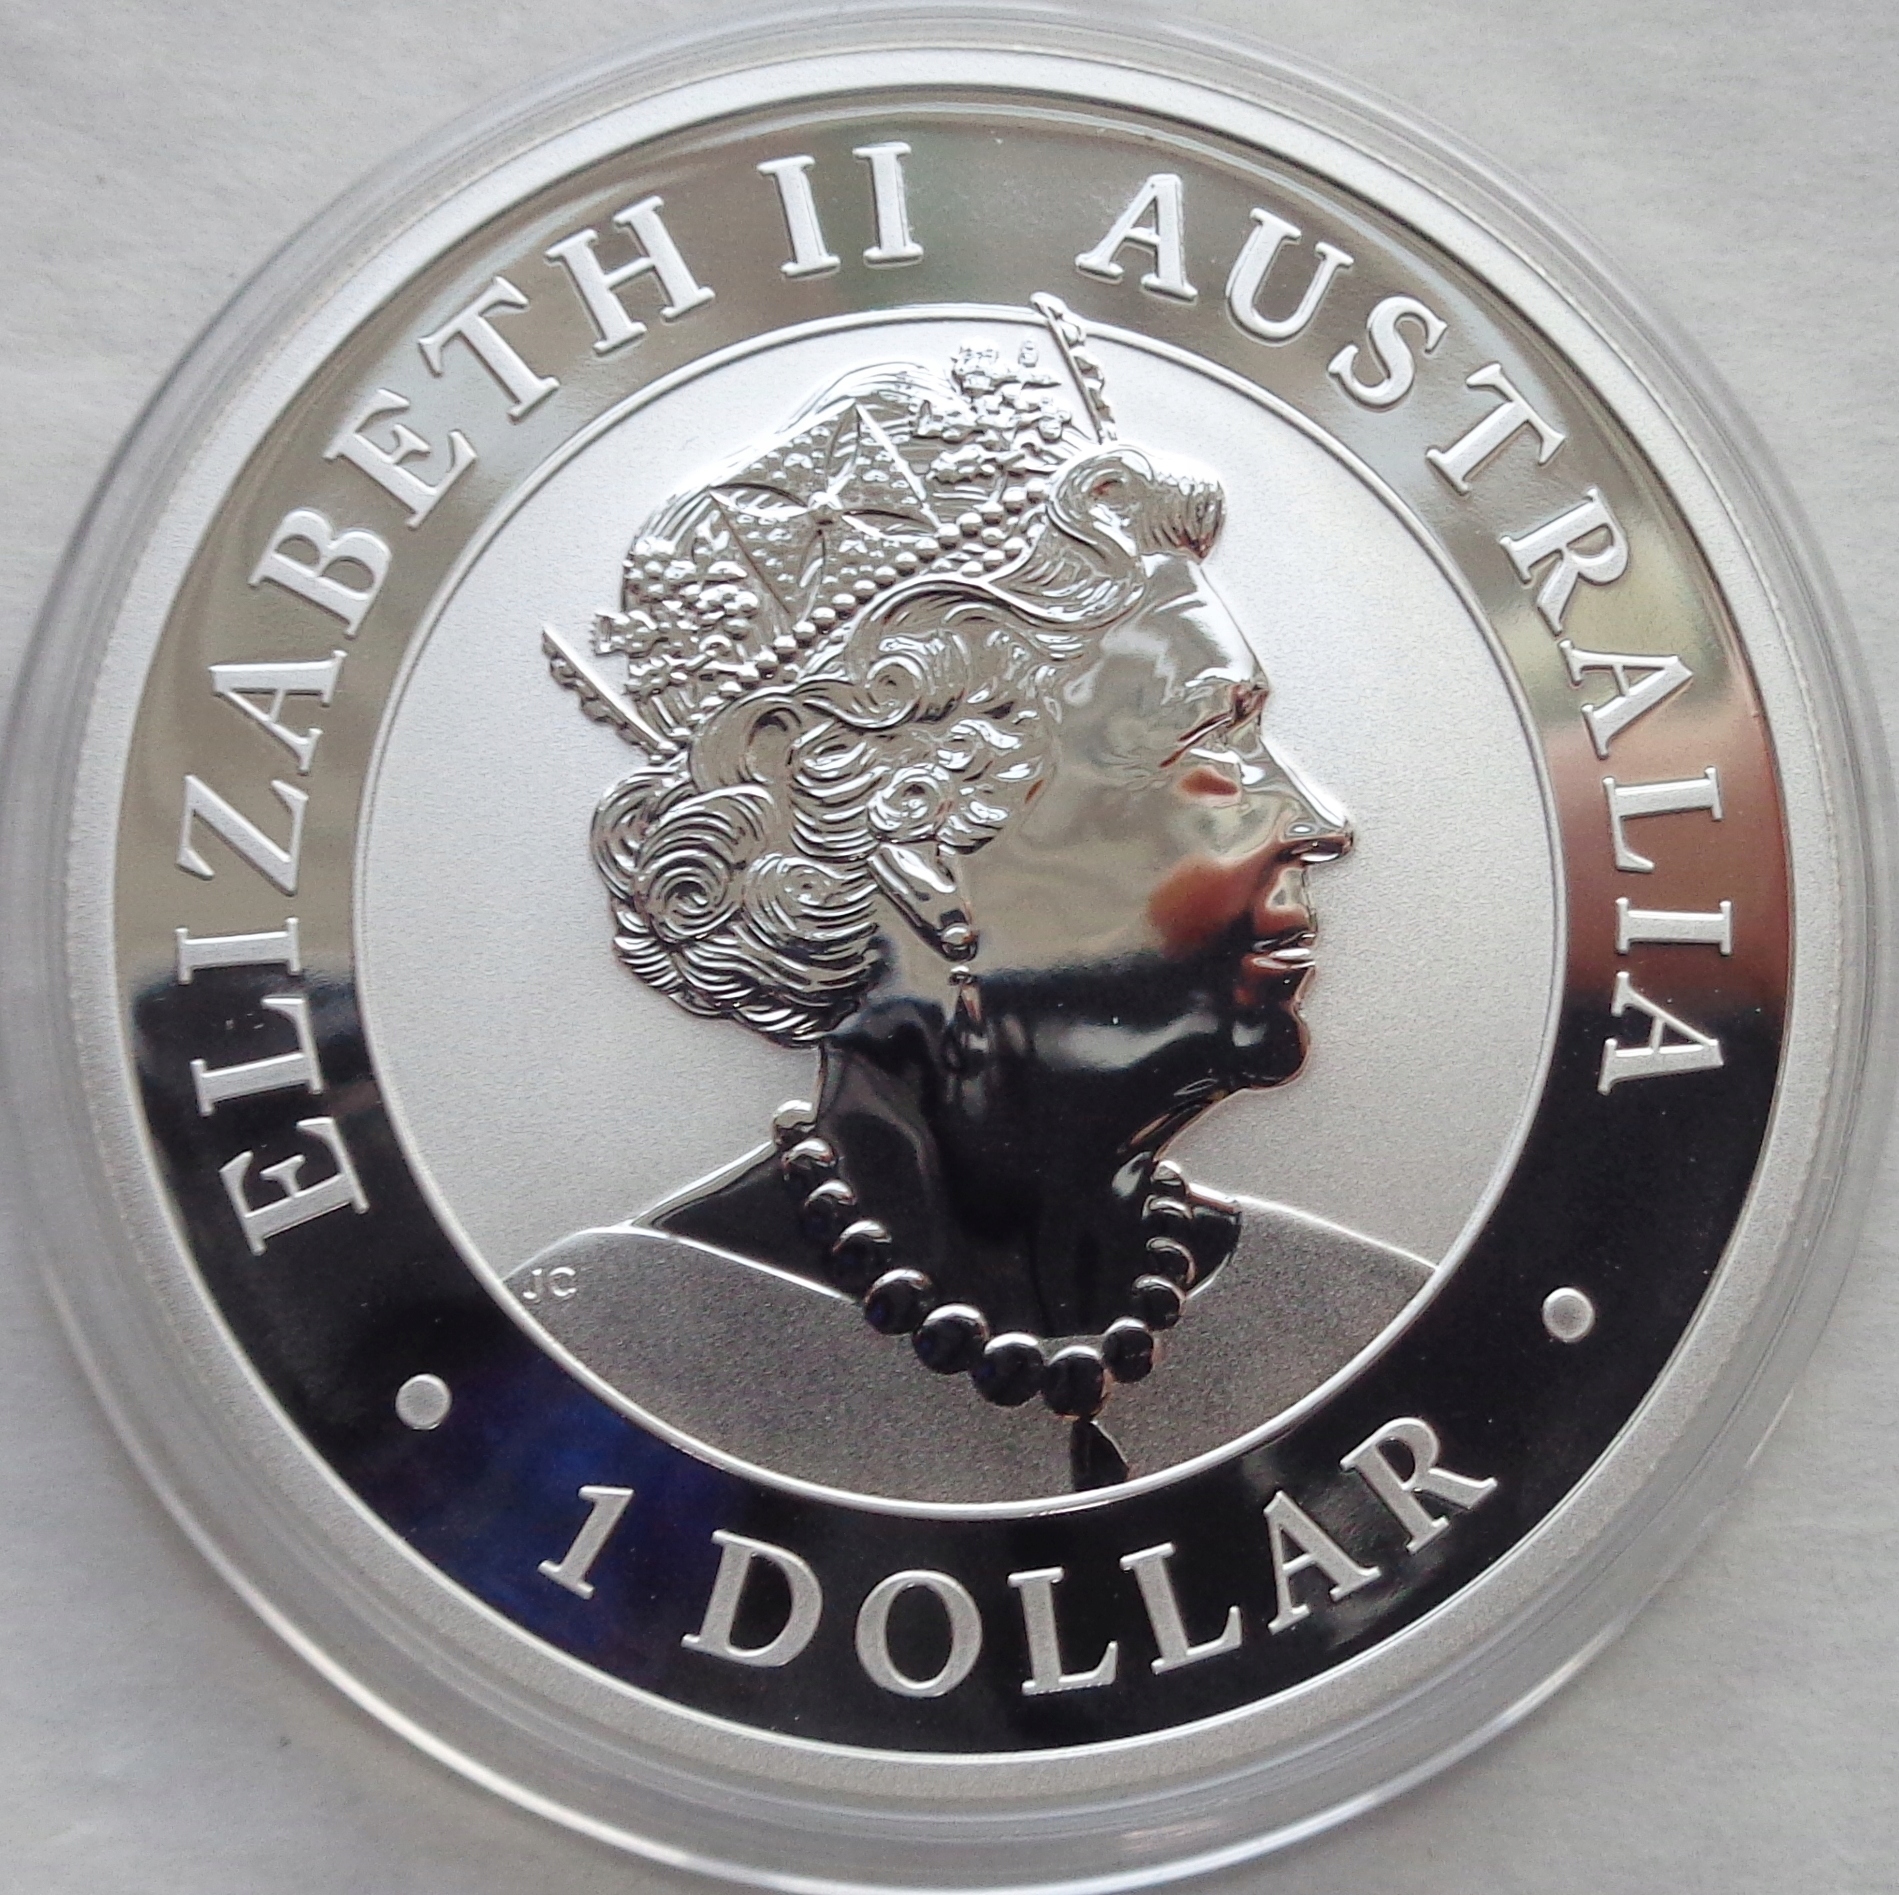 ELIZABETH II AUSTRALIA
JC
• 1 DOLLAR •